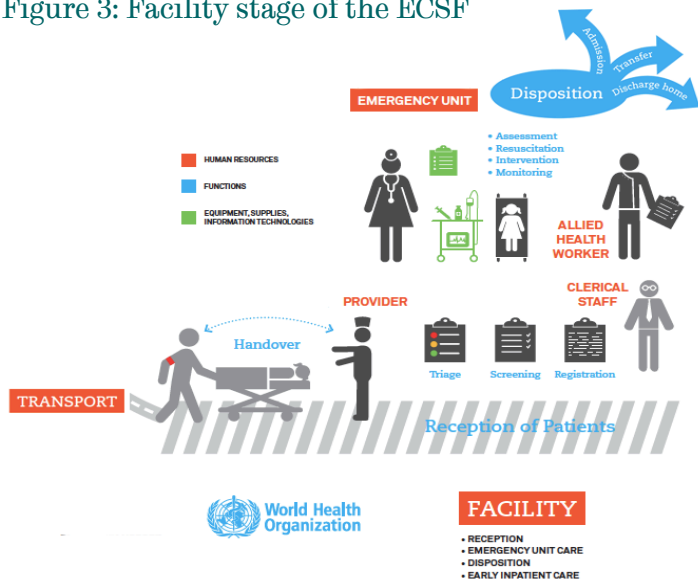 Figure 3: Facility stage of the ECSF
Admission
Transfer
Discharge home
Disposition
EMERGENCY UNIT
• Assessment
• Resuscitation
• Intervention
• Monitoring
HUMAN RESOURCES
FUNCTIONS
EQUIPMENT, SUPPLIES,
INFORMATION TECHNOLOGIES
ALLIED
HEALTH
WORKER
CLERICAL
STAFF
PROVIDER
Handover
Triage
Screening
Registration
TRANSPORT
Reception of Patients
World Health
Organization
FACILITY
• RECEPTION
• EMERGENCY UNIT CARE
• DISPOSITION
• EARLY INPATIENT CARE